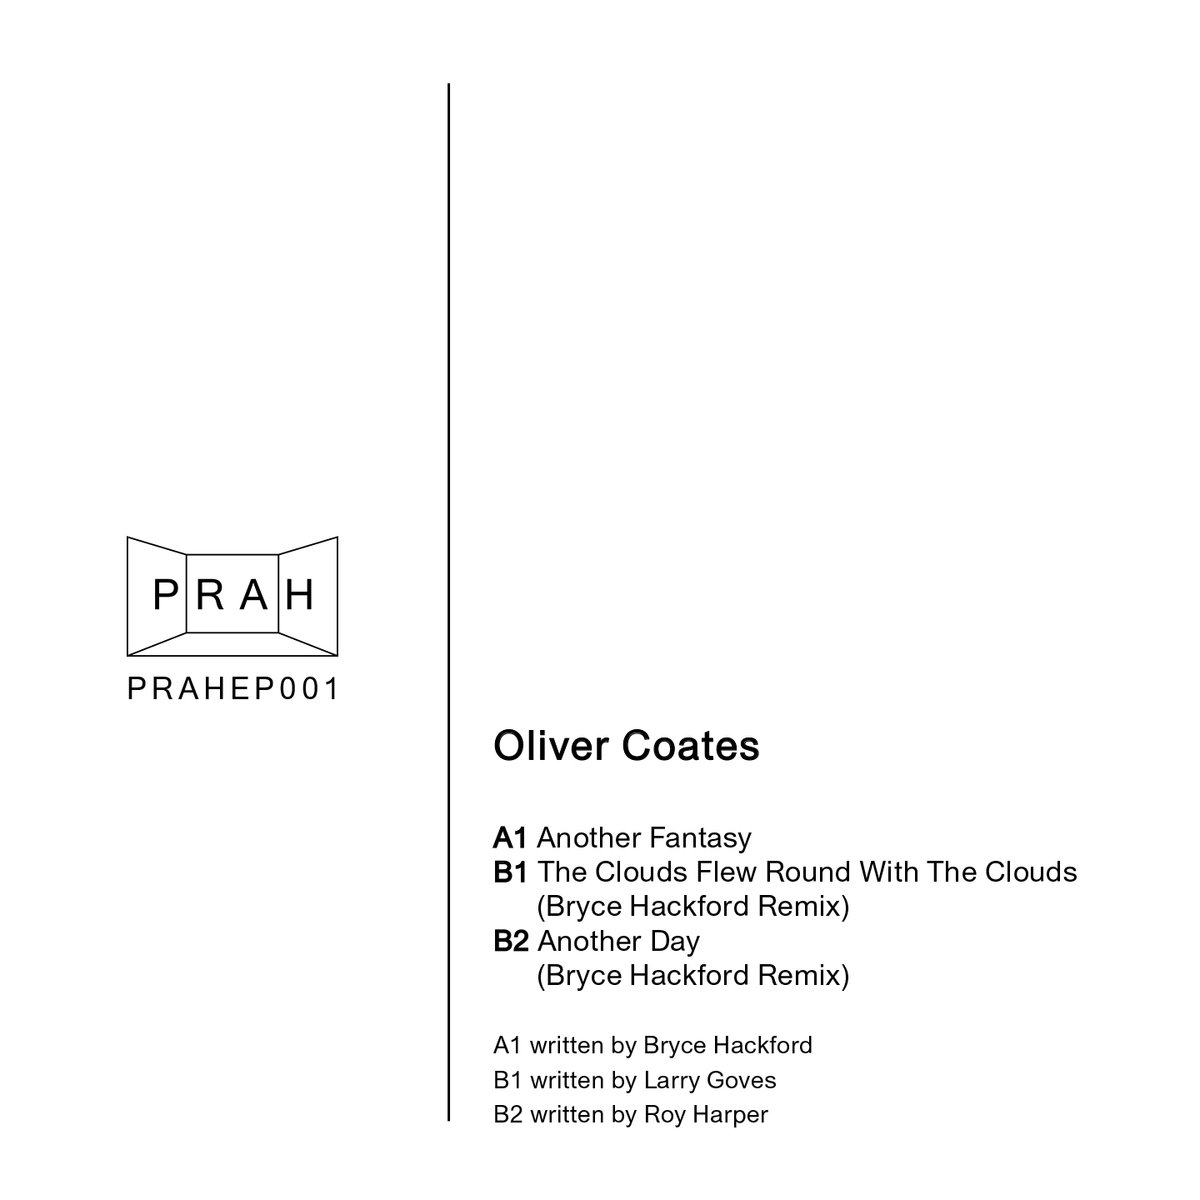 PRAH
PRAHEP001
Oliver Coates
A1 Another Fantasy
B1 The Clouds Flew Round With The Clouds
(Bryce Hackford Remix)
B2 Another Day
(Bryce Hackford Remix)
A1 written by Bryce Hackford
B1 written by Larry Goves
B2 written by Roy Harper